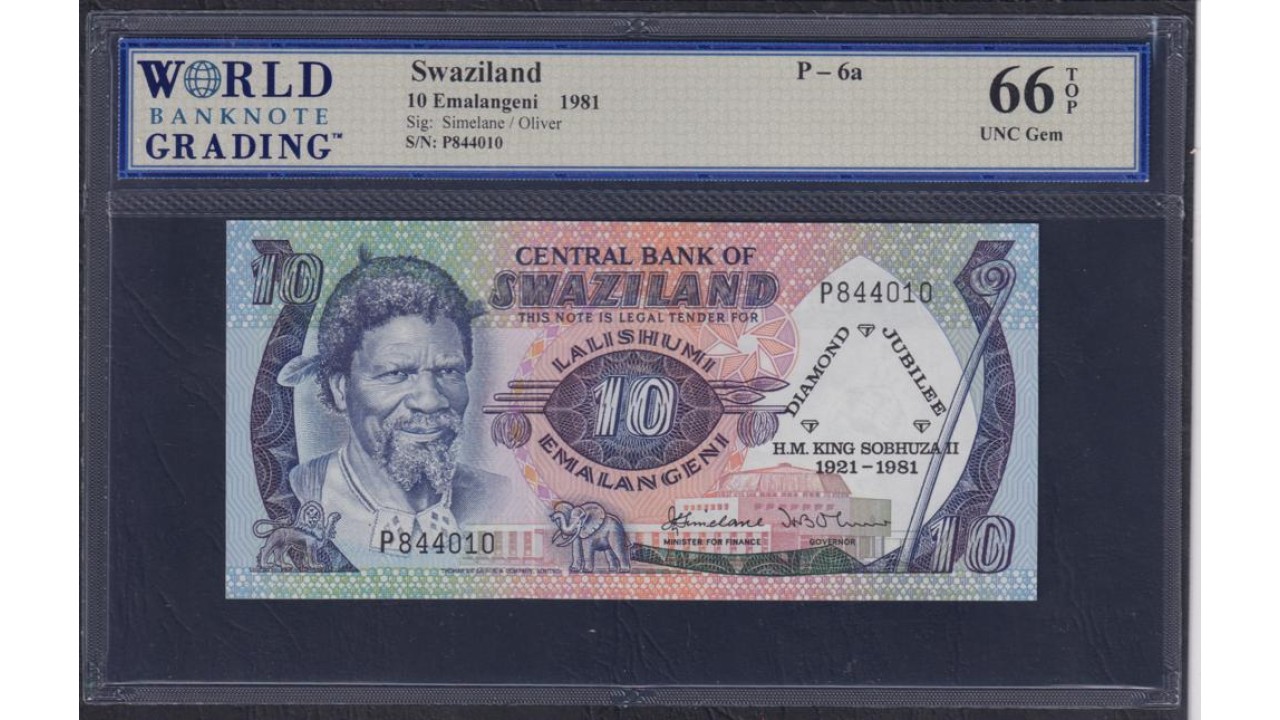 WORLD
BANKNOTE
GRADING™
Swaziland
P – 6a
10 Emalangeni 1981
Sig: Simelane / Oliver
S/N: P844010
66 TOP
UNC Gem
10
CENTRAL BANK OF
SWAZILAND
THIS NOTE IS LEGAL TENDER FOR
LALISHUMI
10
EMALANGENI
P844010
DIAMOND JUBILEE
H.M. KING SOBHUZA II
1921-1981
P844010
MINISTER FOR FINANCE
GOVERNOR
10